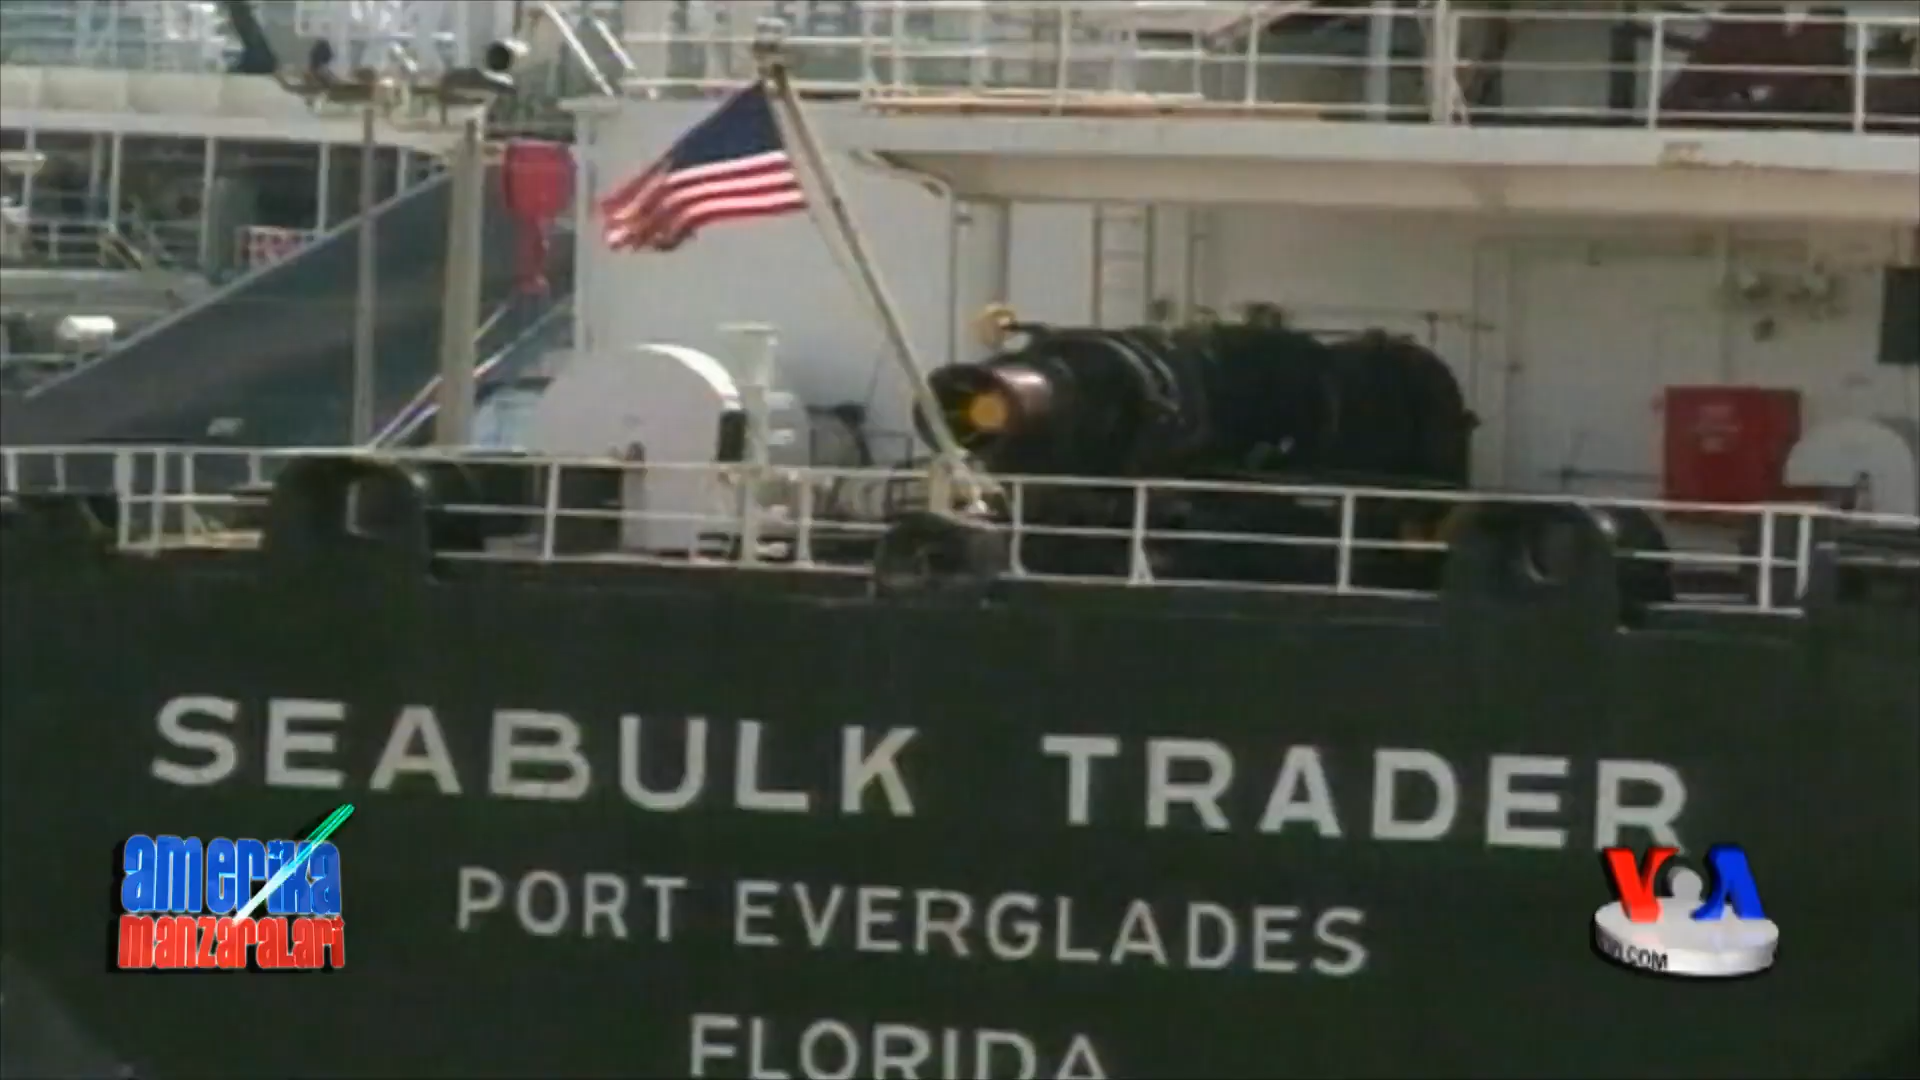 SEABULK TRADER
PORT EVERGLADES
FLORIDA
amerika
manzaralari
VOA